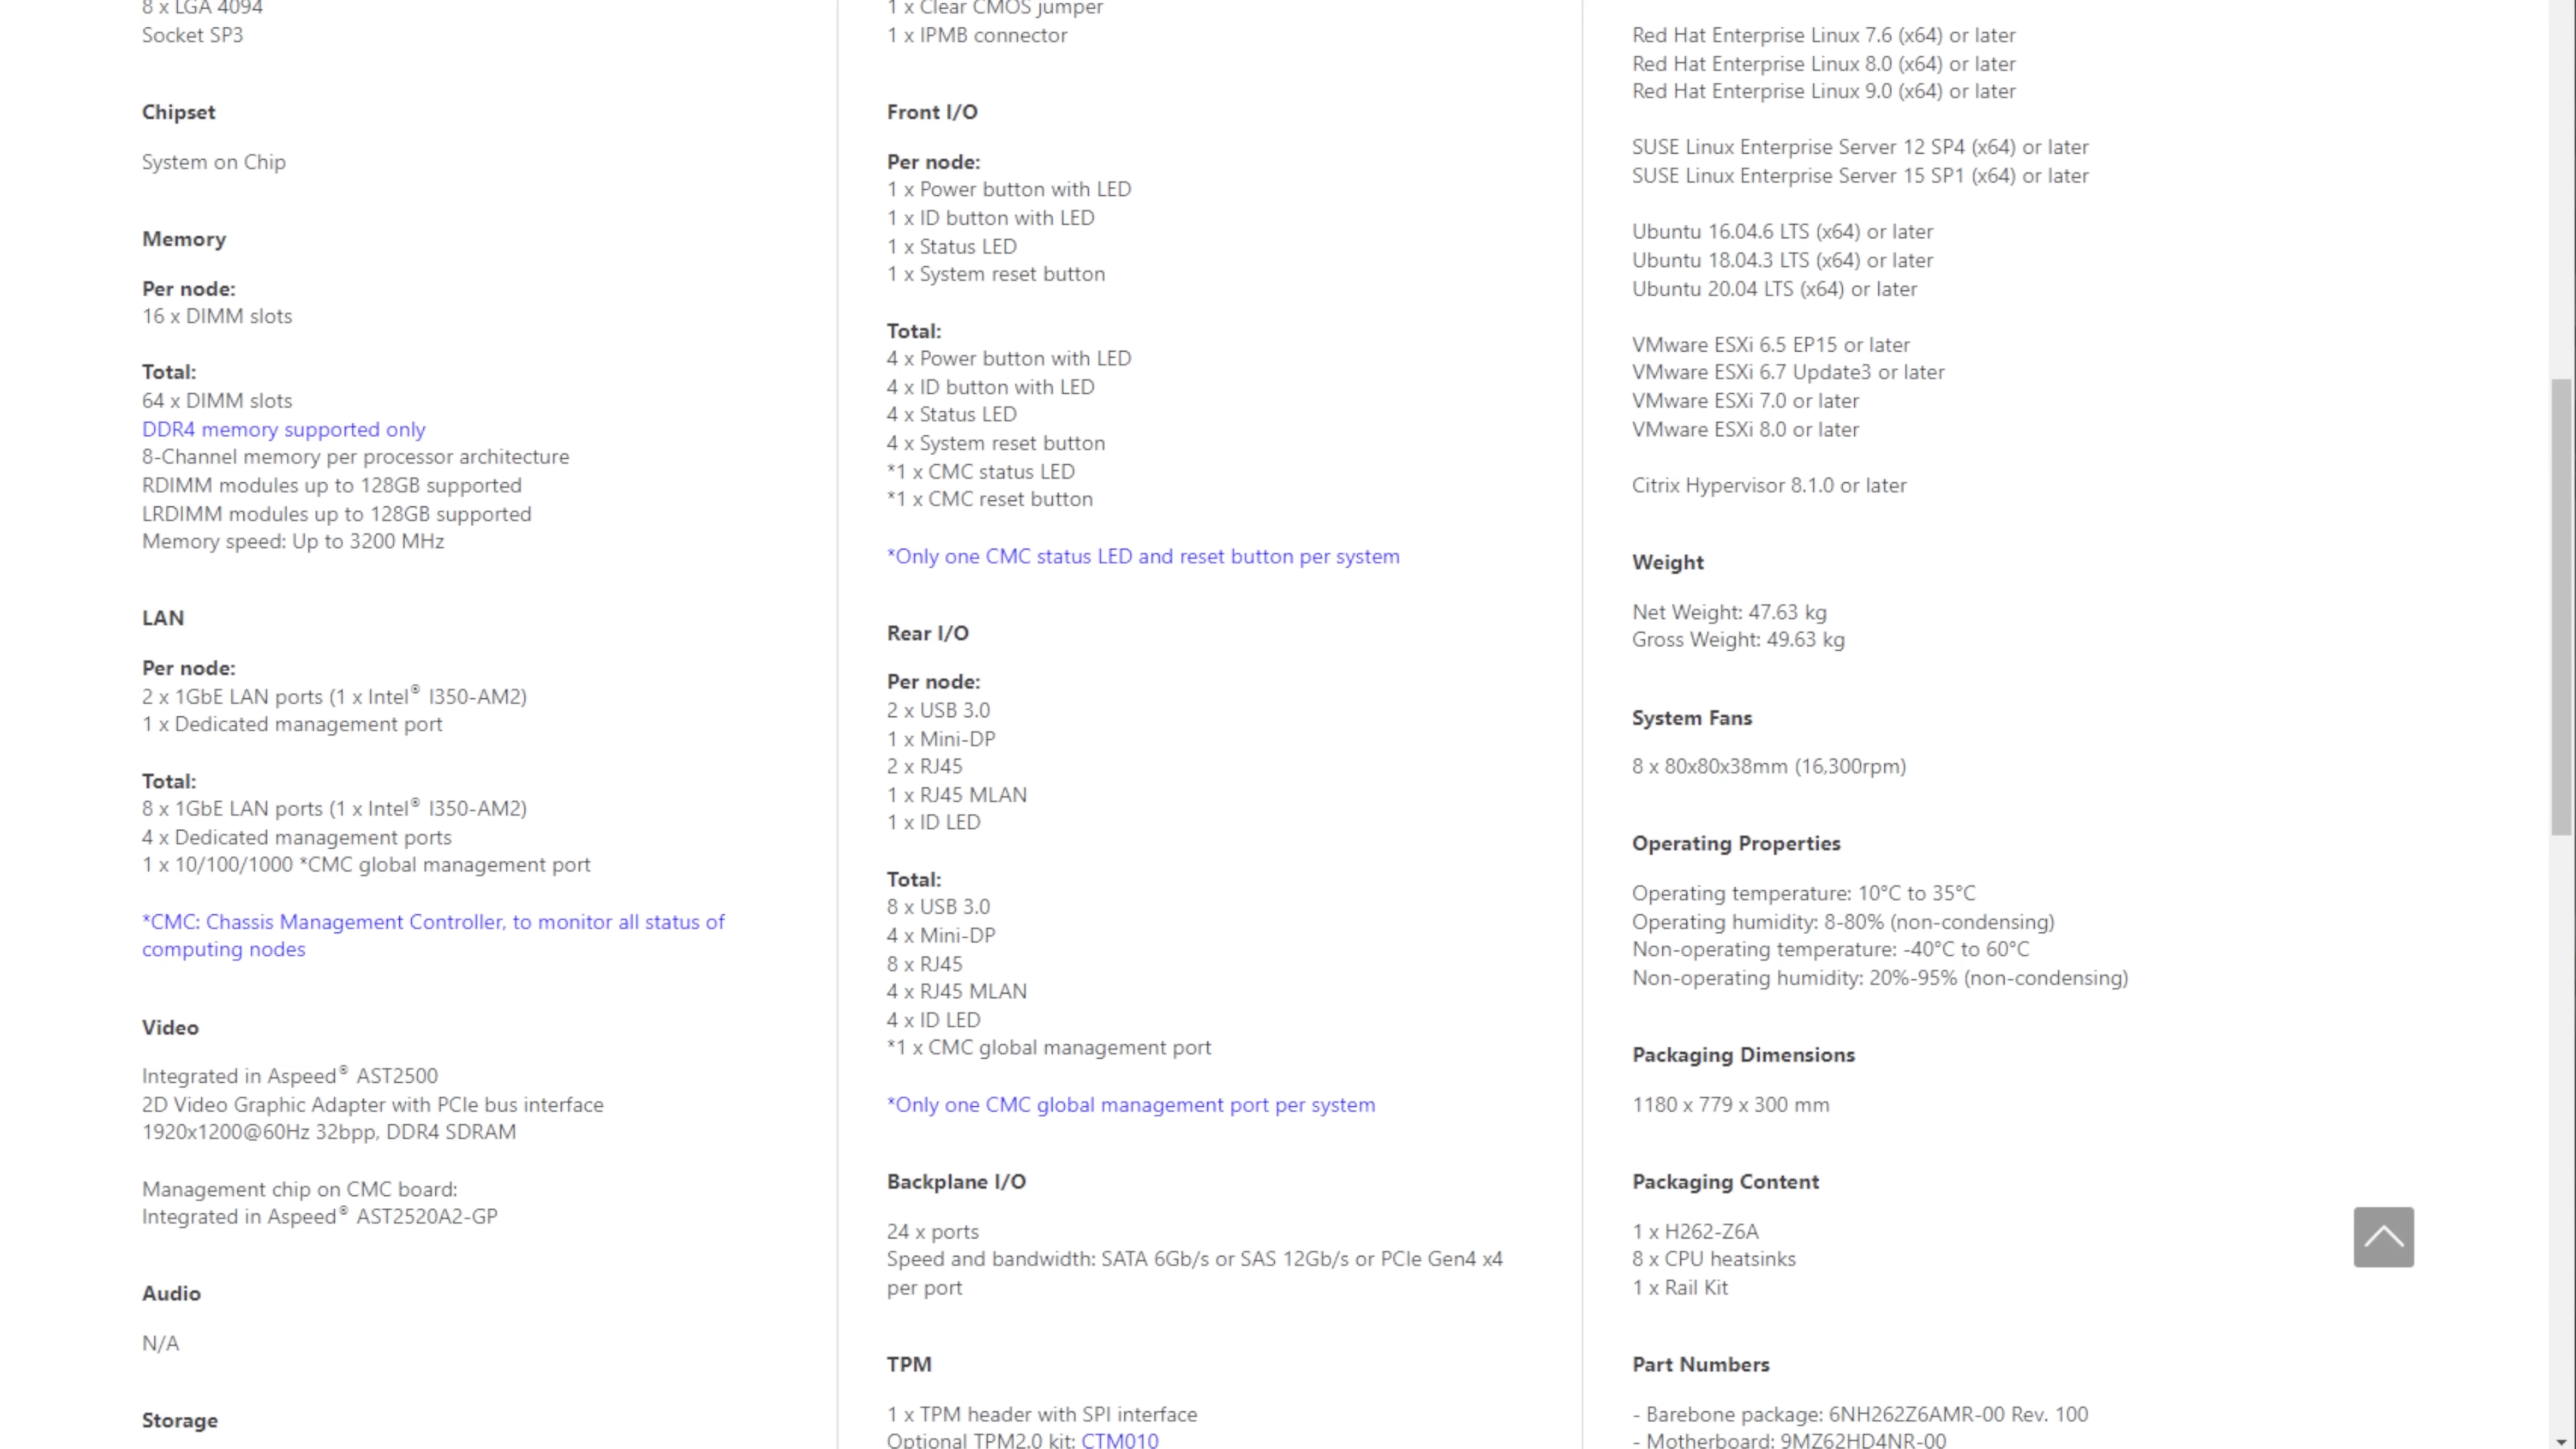 8 x LGA 4094
Socket SP3
Chipset
System on Chip
Memory
Per node:
16 x DIMM slots
Total:
64 x DIMM slots
DDR4 memory supported only
8-Channel memory per processor architecture
RDIMM modules up to 128GB supported
LRDIMM modules up to 128GB supported
Memory speed: Up to 3200 MHz
LAN
Per node:
2 x 1GbE LAN ports (1 x Intel® I350-AM2)
1 x Dedicated management port
Total:
8 x 1GbE LAN ports (1 x Intel® I350-AM2)
4 x Dedicated management ports
1 x 10/100/1000 *CMC global management port
*CMC: Chassis Management Controller, to monitor all status of
computing nodes
Video
Integrated in Aspeed® AST2500
2D Video Graphic Adapter with PCIe bus interface
1920x1200@60Hz 32bpp, DDR4 SDRAM
Management chip on CMC board:
Integrated in Aspeed® AST2520A2-GP
Audio
N/A
Storage
1 x Clear CMOS jumper
1 x IPMB connector
Front I/O
Per node:
1 x Power button with LED
1 x ID button with LED
1 x Status LED
1 x System reset button
Total:
4 x Power button with LED
4 x ID button with LED
4 x Status LED
4 x System reset button
*1 x CMC status LED
*1 x CMC reset button
*Only one CMC status LED and reset button per system
Rear I/O
Per node:
2 x USB 3.0
1 x Mini-DP
2 x RJ45
1 x RJ45 MLAN
1 x ID LED
Total:
8 x USB 3.0
4 x Mini-DP
8 x RJ45
4 x RJ45 MLAN
4 x ID LED
*1 x CMC global management port
*Only one CMC global management port per system
Backplane I/O
24 x ports
Speed and bandwidth: SATA 6Gb/s or SAS 12Gb/s or PCIe Gen4 x4
per port
TPM
1 x TPM header with SPI interface
Optional TPM2.0 kit: CTM010
Red Hat Enterprise Linux 7.6 (x64) or later
Red Hat Enterprise Linux 8.0 (x64) or later
Red Hat Enterprise Linux 9.0 (x64) or later
SUSE Linux Enterprise Server 12 SP4 (x64) or later
SUSE Linux Enterprise Server 15 SP1 (x64) or later
Ubuntu 16.04.6 LTS (x64) or later
Ubuntu 18.04.3 LTS (x64) or later
Ubuntu 20.04 LTS (x64) or later
VMware ESXi 6.5 EP15 or later
VMware ESXi 6.7 Update3 or later
VMware ESXi 7.0 or later
VMware ESXi 8.0 or later
Citrix Hypervisor 8.1.0 or later
Weight
Net Weight: 47.63 kg
Gross Weight: 49.63 kg
System Fans
8 x 80x80x38mm (16,300rpm)
Operating Properties
Operating temperature: 10°C to 35°C
Operating humidity: 8-80% (non-condensing)
Non-operating temperature: -40°C to 60°C
Non-operating humidity: 20%-95% (non-condensing)
Packaging Dimensions
1180 x 779 x 300 mm
Packaging Content
1 x H262-Z6A
8 x CPU heatsinks
1 x Rail Kit
Part Numbers
- Barebone package: 6NH262Z6AMR-00 Rev. 100
- Motherboard: 9MZ62HD4NR-00